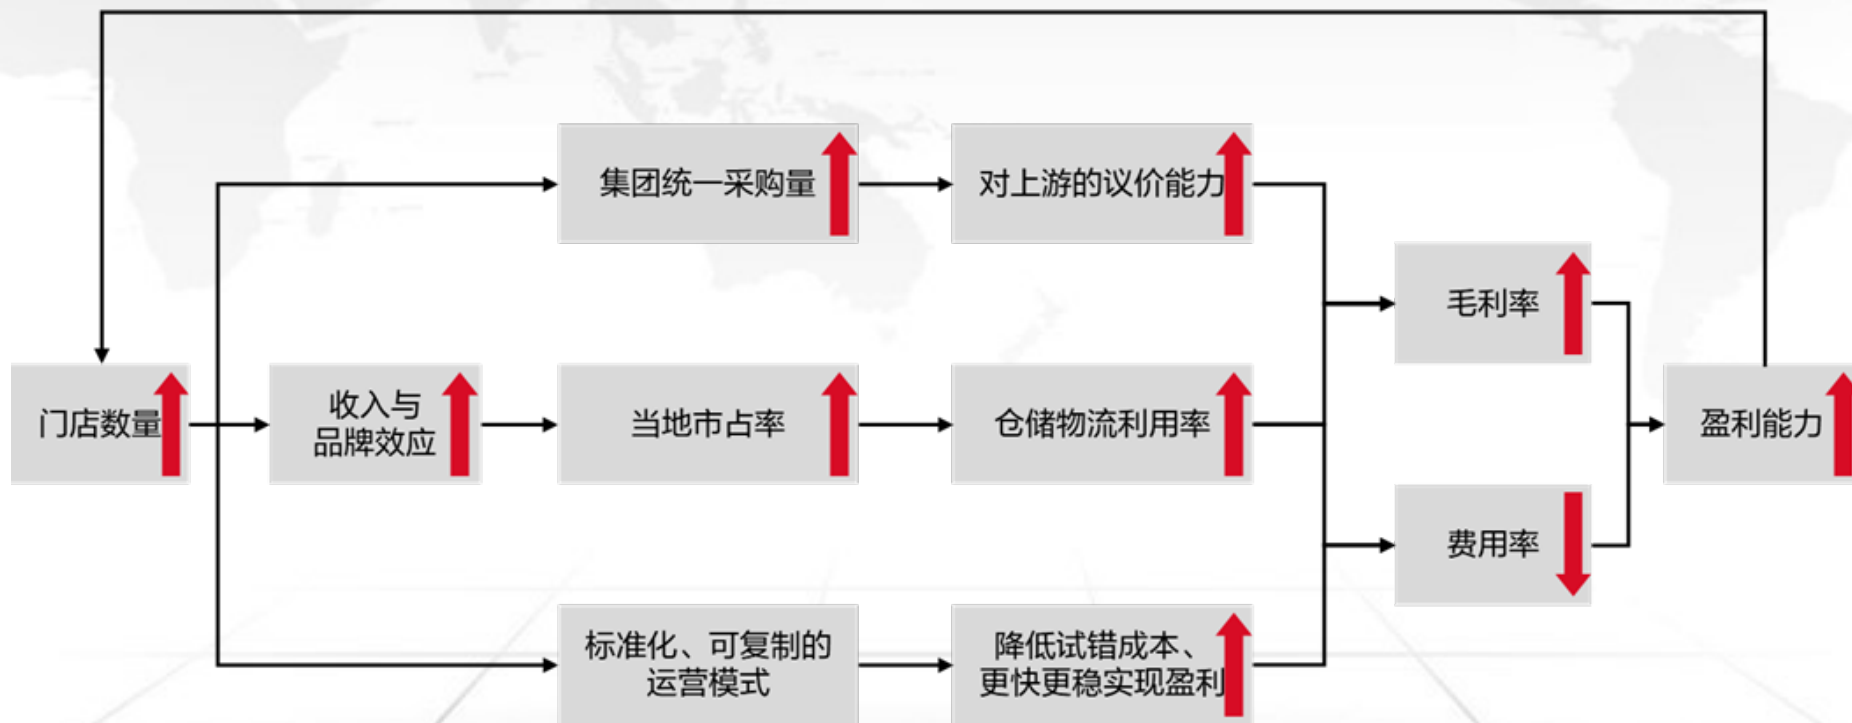 集团统一采购量
对上游的议价能力
毛利率
门店数量
收入与
品牌效应
当地市占率
仓储物流利用率
盈利能力
费用率
标准化、可复制的
运营模式
降低试错成本、
更快更稳实现盈利